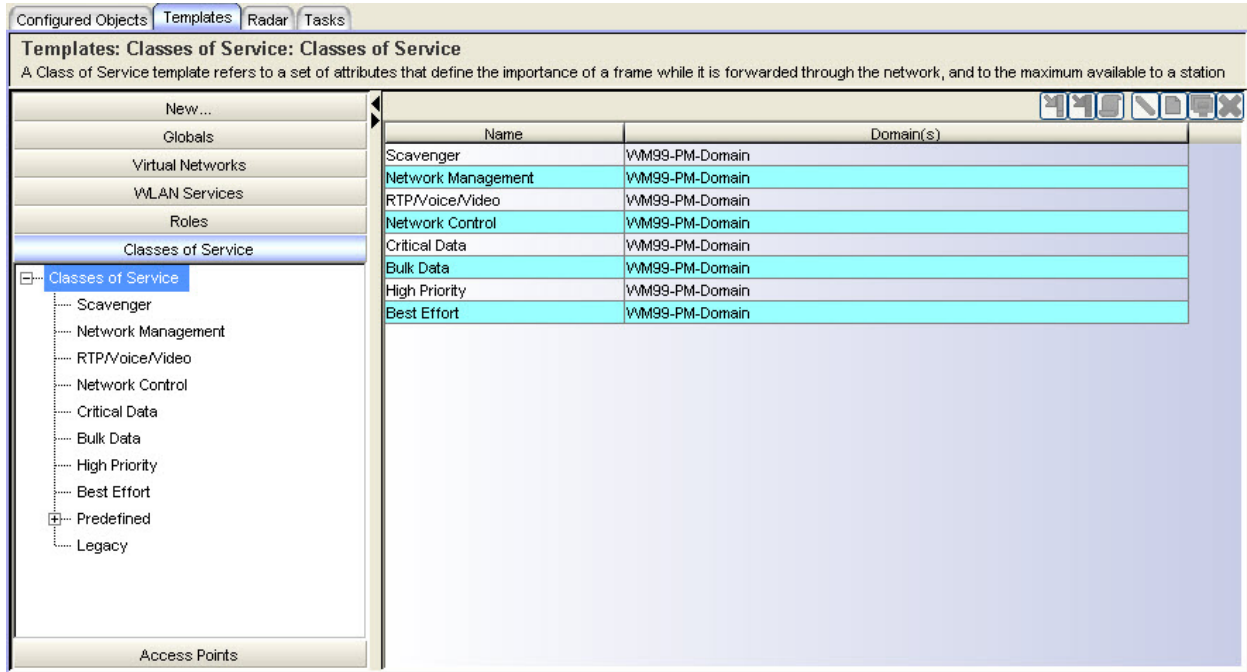 Configured Objects Templates Radar Tasks
Templates: Classes of Service: Classes of Service
A Class of Service template refers to a set of attributes that define the importance of a frame while it is forwarded through the network, and to the maximum available to a station
New...
Globals
Virtual Networks
WLAN Services
Roles
Classes of Service
Classes of Service
Scavenger
Network Management
RTP/Voice/Video
Network Control
Critical Data
Bulk Data
High Priority
Best Effort
Predefined
Legacy
Access Points
Name Domain(s)
Scavenger WM99-PM-Domain
Network Management WM99-PM-Domain
RTP/Voice/Video WM99-PM-Domain
Network Control WM99-PM-Domain
Critical Data WM99-PM-Domain
Bulk Data WM99-PM-Domain
High Priority WM99-PM-Domain
Best Effort WM99-PM-Domain